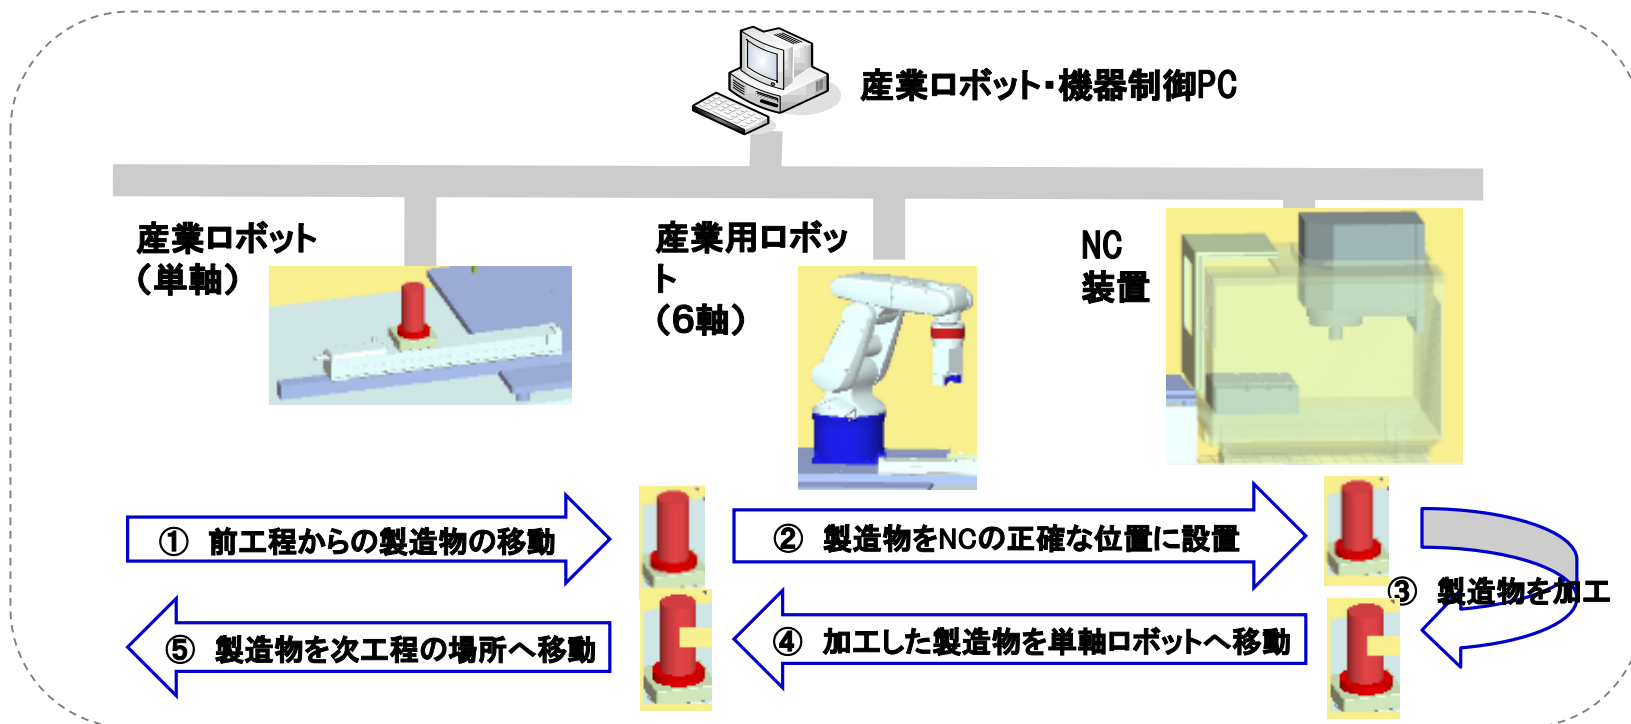 産業ロボット・機器制御PC
産業ロボット
（単軸）
産業用ロボッ
ト
（６軸）
NC
装置
① 前工程からの製造物の移動
② 製造物をNCの正確な位置に設置
③ 製造物を加工
④ 加工した製造物を単軸ロボットへ移動
⑤ 製造物を次工程の場所へ移動